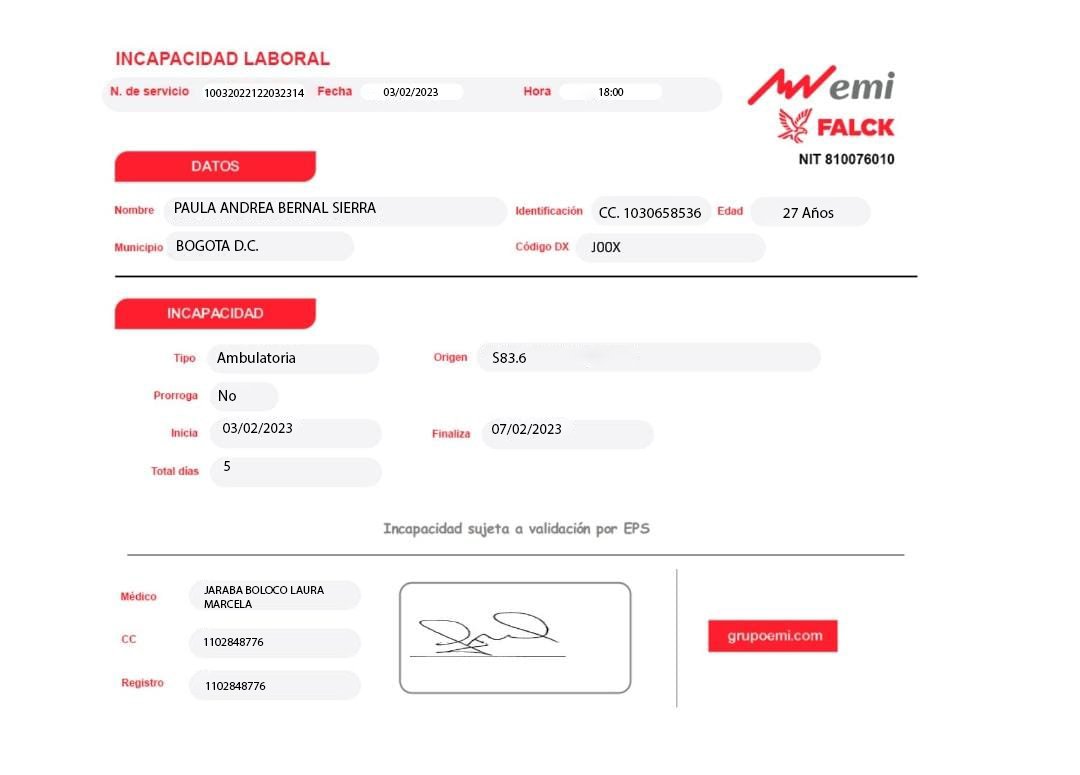 INCAPACIDAD LABORAL
N. de servicio 10032022122032314 Fecha 03/02/2023 Hora 18:00
emi
FALCK
NIT 810076010
DATOS
Nombre PAULA ANDREA BERNAL SIERRA Identificación CC. 1030658536 Edad 27 Años
Municipio BOGOTA D.C. Código DX J00X
INCAPACIDAD
Tipo Ambulatoria Origen S83.6
Prorroga No
Inicia 03/02/2023 Finaliza 07/02/2023
Total días 5
Incapacidad sujeta a validación por EPS
Médico JARABA BOLOCO LAURA
MARCELA
CC 1102848776
Registro 1102848776
grupoemi.com